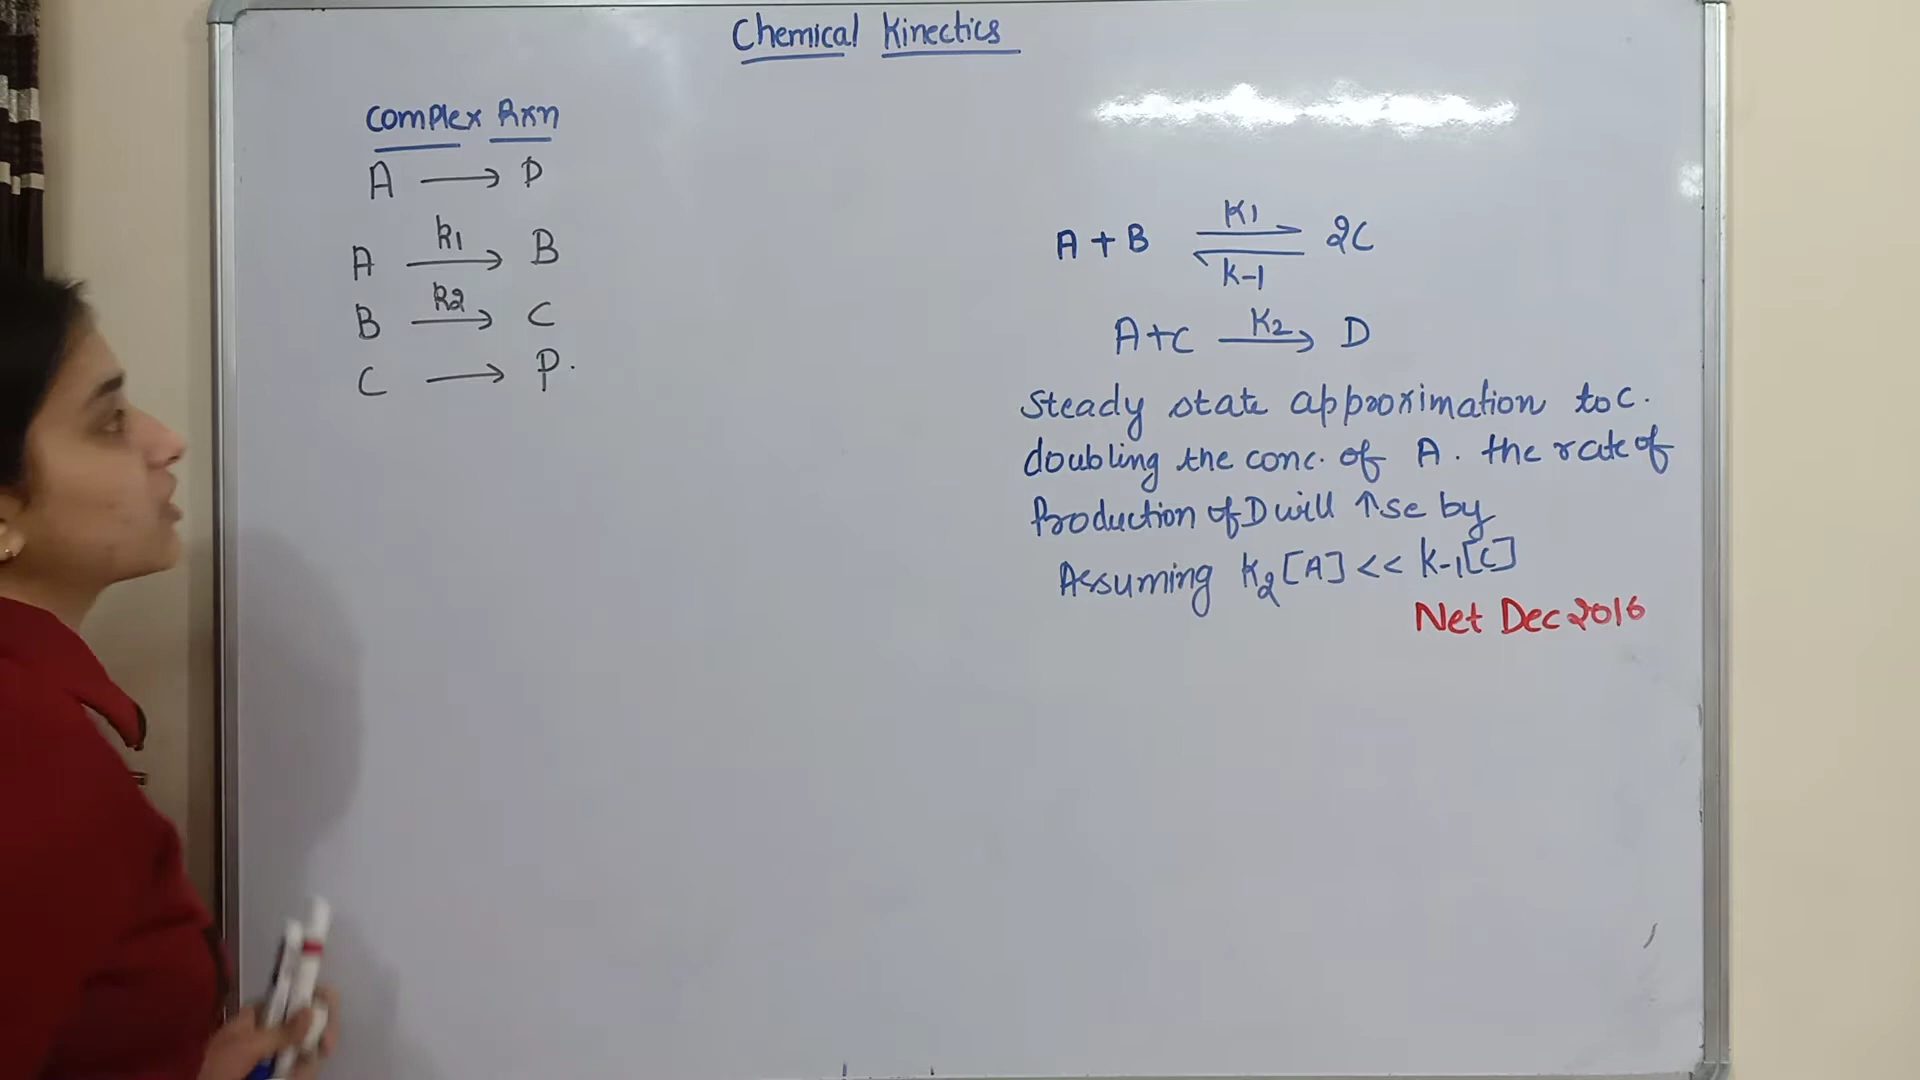 Chemical Kinectics
Complex Rxn
A ⟶ D
A ⟶ B k1
B ⟶ C k2
C ⟶ P.
A + B ⇌ 2C K1 K-1
A+C ⟶ D K2
Steady state approximation to C.
doubling the conc. of A. the rate of
Production of D will ↑se by
Assuming K2[A] << K-1[C]
Net Dec 2016